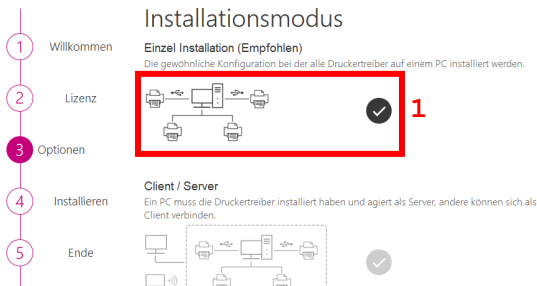 Installationsmodus
1 Willkommen
Einzel Installation (Empfohlen)
Die gewöhnliche Konfiguration bei der alle Druckertreiber auf einem PC installiert werden.
2 Lizenz
1
3 Optionen
Client / Server
4 Installieren
Ein PC muss die Druckertreiber installiert haben und agiert als Server, andere können sich als
Client verbinden.
5 Ende